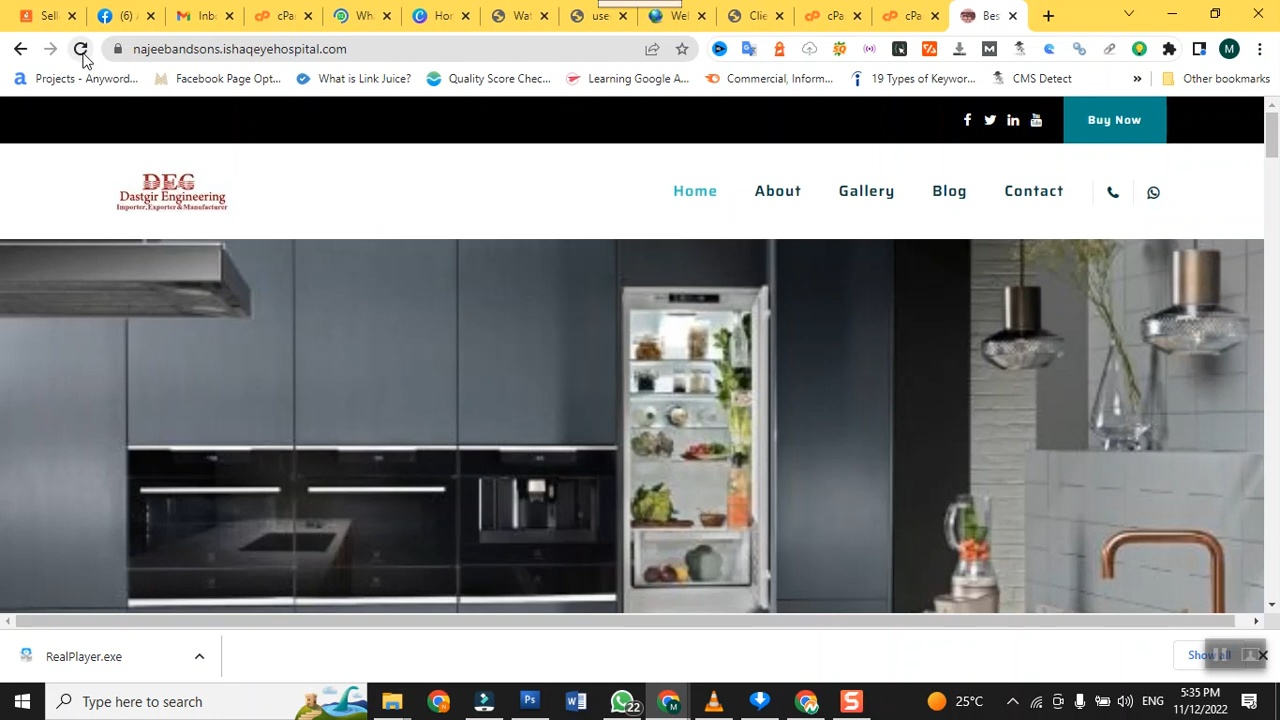 Sell
(6)
Inb
cPa
Wh
Hor
Wat
use
Wel
Clie
cPa
cPa
Bes
najeebandsons.ishaqeyehospital.com
M
Projects - Anyword...
Facebook Page Opt...
What is Link Juice?
Quality Score Chec...
Learning Google A...
Commercial, Inform...
19 Types of Keywor...
CMS Detect
»
Other bookmarks
Buy Now
DEG
Dastgir Engineering
Importer, Exporter & Manufacturer
Home
About
Gallery
Blog
Contact
RealPlayer.exe
Show all
Type here to search
22
25°C
ENG
5:35 PM
11/12/2022